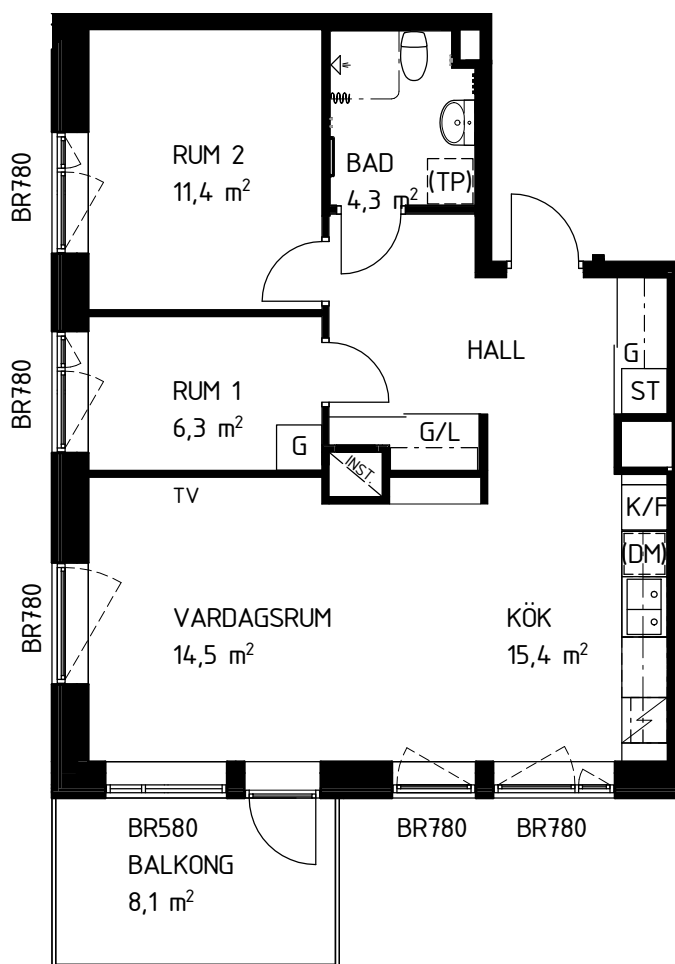 RUM 2
11,4 m²
BAD
4,3 m²
(TP)
BR780
HALL
G
ST
RUM 1
6,3 m²
G
G/L
INST.
BR780
TV
K/F
(DM)
VARDAGSRUM
14,5 m²
KÖK
15,4 m²
BR780
BR580
BR780
BR780
BALKONG
8,1 m²